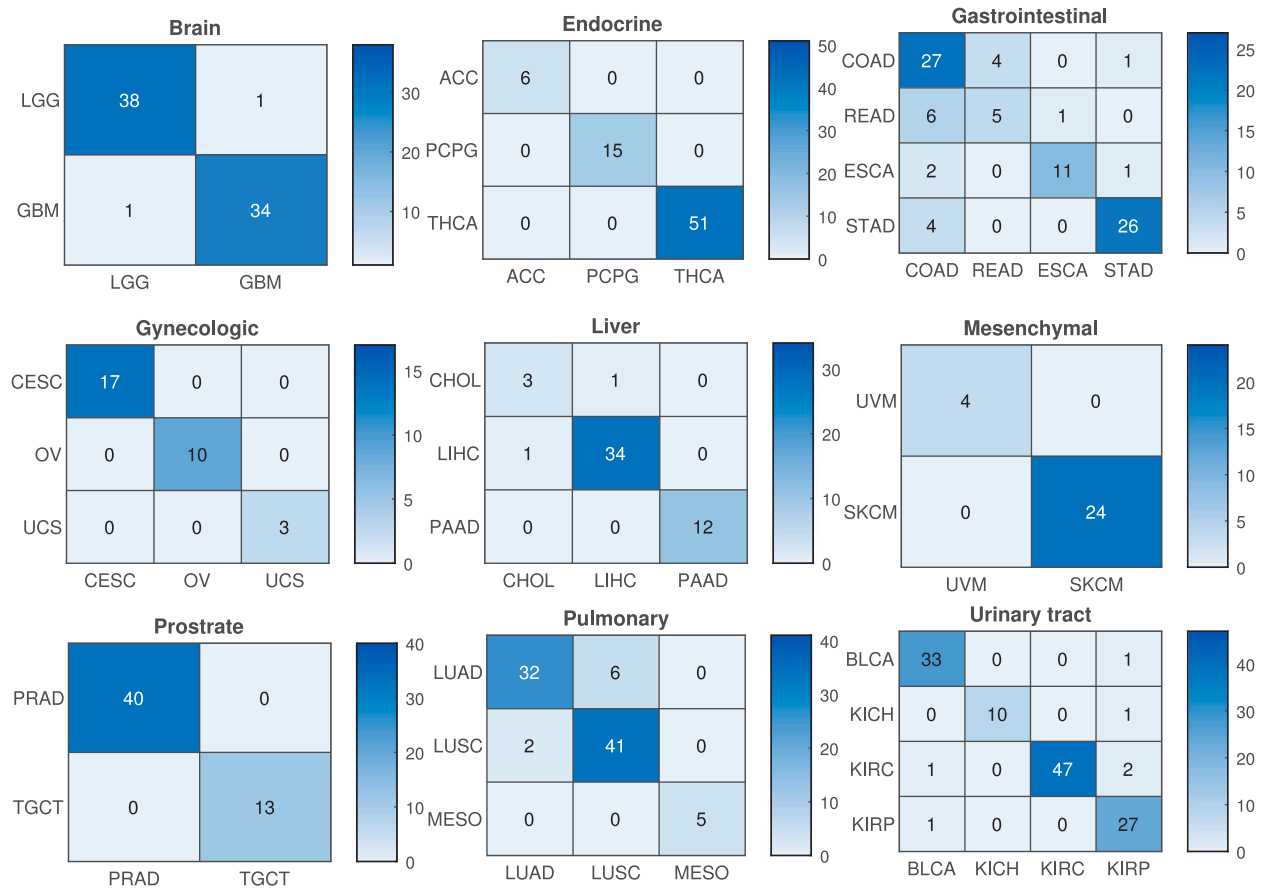 Brain
LGG 38 1
GBM 1 34
LGG GBM
30
20
10
Endocrine
ACC 6 0 0
PCPG 0 15 0
THCA 0 0 51
ACC PCPG THCA
50
40
30
20
10
0
Gastrointestinal
COAD 27 4 0 1
READ 6 5 1 0
ESCA 2 0 11 1
STAD 4 0 0 26
COAD READ ESCA STAD
25
20
15
10
5
0
Gynecologic
CESC 17 0 0
OV 0 10 0
UCS 0 0 3
CESC OV UCS
15
10
5
0
Liver
CHOL 3 1 0
LIHC 1 34 0
PAAD 0 0 12
CHOL LIHC PAAD
30
20
10
0
Mesenchymal
UVM 4 0
SKCM 0 24
UVM SKCM
20
15
10
5
0
Prostrate
PRAD 40 0
TGCT 0 13
PRAD TGCT
40
30
20
10
0
Pulmonary
LUAD 32 6 0
LUSC 2 41 0
MESO 0 0 5
LUAD LUSC MESO
40
30
20
10
0
Urinary tract
BLCA 33 0 0 1
KICH 0 10 0 1
KIRC 1 0 47 2
KIRP 1 0 0 27
BLCA KICH KIRC KIRP
40
30
20
10
0